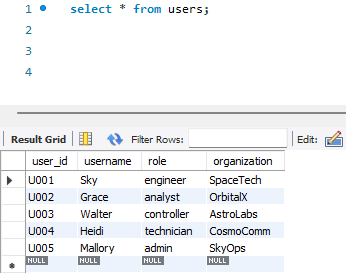 1 select * from users;
2
3
4
Result Grid Filter Rows: Edit:
user_id username role organization
U001 Sky engineer SpaceTech
U002 Grace analyst OrbitalX
U003 Walter controller AstroLabs
U004 Heidi technician CosmoComm
U005 Mallory admin SkyOps
NULL NULL NULL NULL